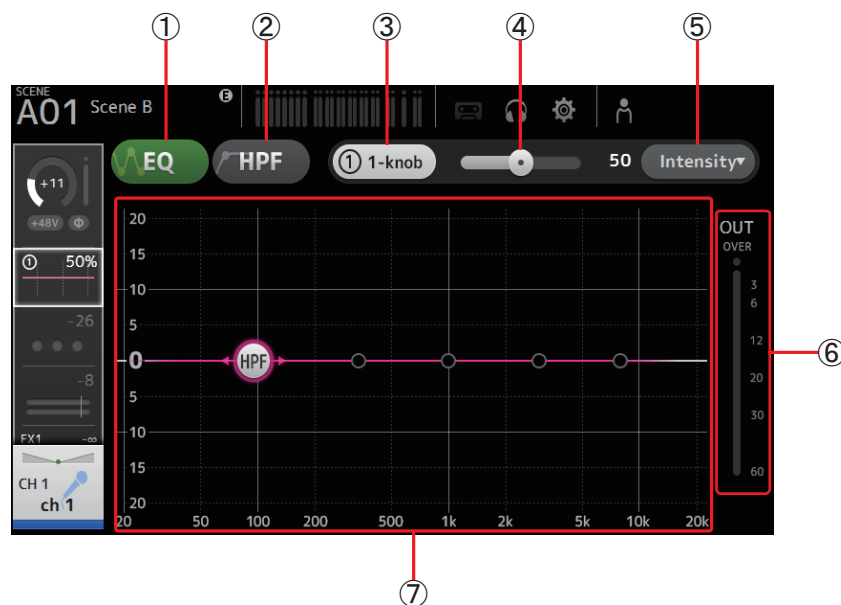 ① ② ③ ④ ⑤
SCENE
A01 Scene B E
EQ HPF ① 1-knob 50 Intensity▾
+11
+48V Φ
① 50%
-26
-8
FX1 -∞
CH 1
ch 1
20
15
10
5
0
5
10
15
20
HPF
20 50 100 200 500 1k 2k 5k 10k 20k
OUT
OVER
3
6
12
20
30
60
⑥
⑦